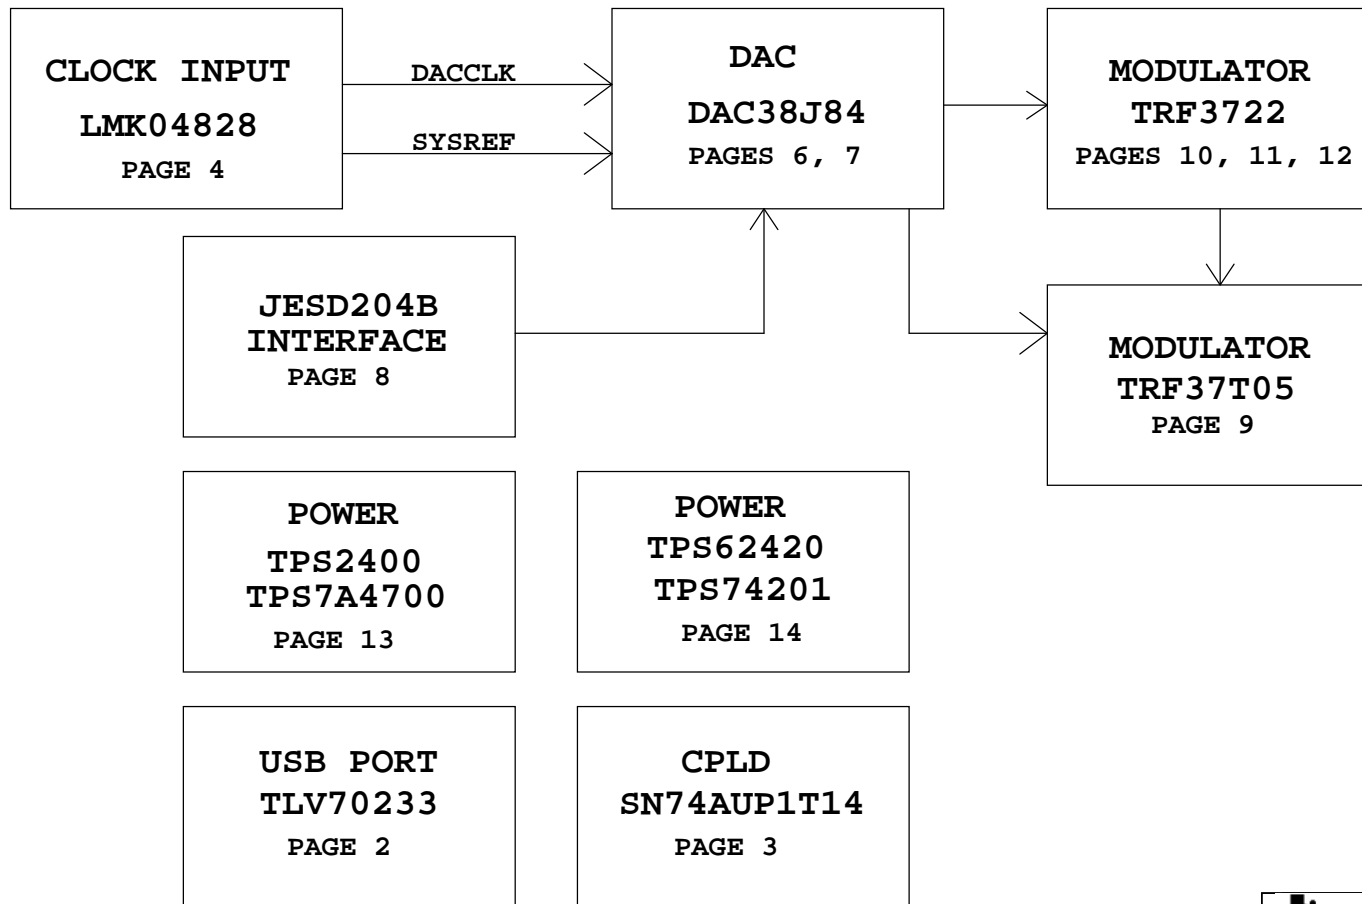 CLOCK INPUT
LMK04828
PAGE 4
DACCLK
SYSREF
DAC
DAC38J84
PAGES 6, 7
MODULATOR
TRF3722
PAGES 10, 11, 12
JESD204B
INTERFACE
PAGE 8
MODULATOR
TRF37T05
PAGE 9
POWER
TPS2400
TPS7A4700
PAGE 13
POWER
TPS62420
TPS74201
PAGE 14
USB PORT
TLV70233
PAGE 2
CPLD
SN74AUP1T14
PAGE 3